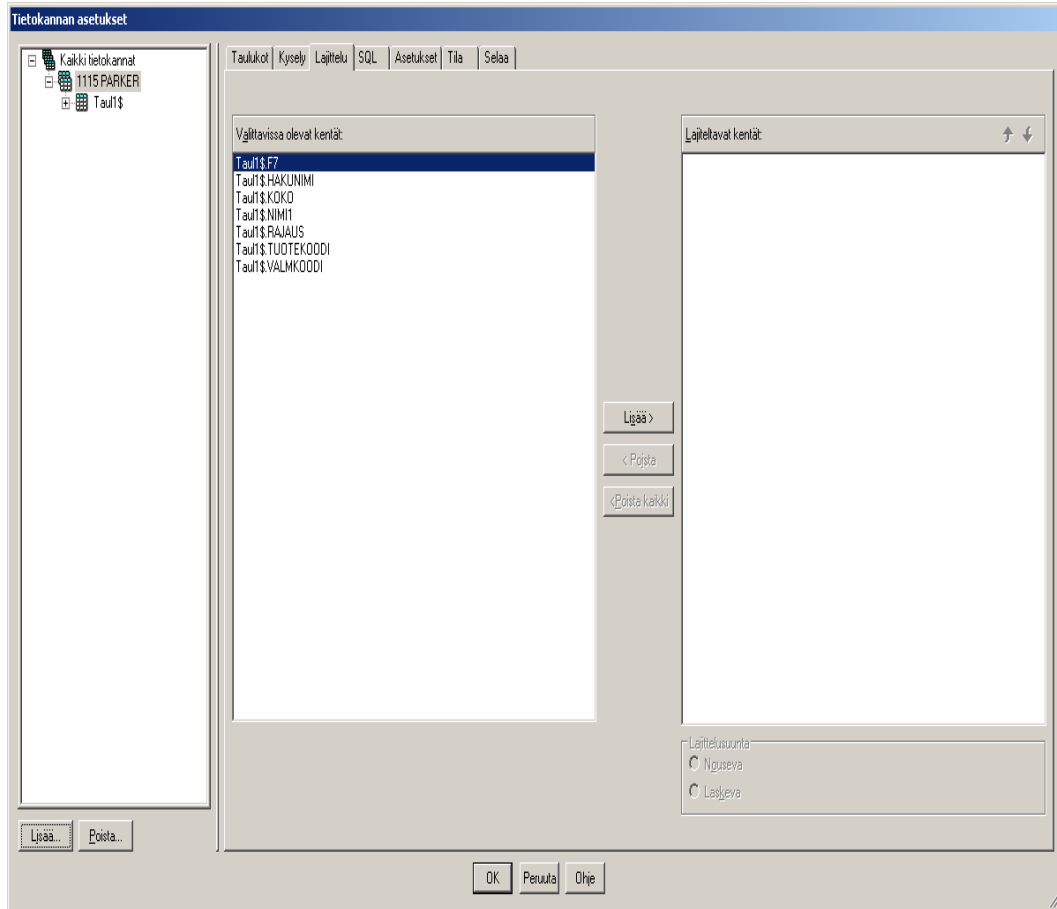 Tietokannan asetukset
Kaikki tietokannat
1115 PARKER
Taul1$
Taulukot Kysely Lajittelu SQL Asetukset Tila Selaa
Valittavissa olevat kentät:
Taul1$.F7
Taul1$.HAKUNIMI
Taul1$.KOKO
Taul1$.NIMI1
Taul1$.RAJAUS
Taul1$.TUOTEKOODI
Taul1$.VALMKOODI
Lisää >
< Poista
<Poista kaikki
Lajiteltavat kentät:
Lajittelusuunta
Nouseva
Laskeva
Lisää... Poista...
OK Peruuta Ohje